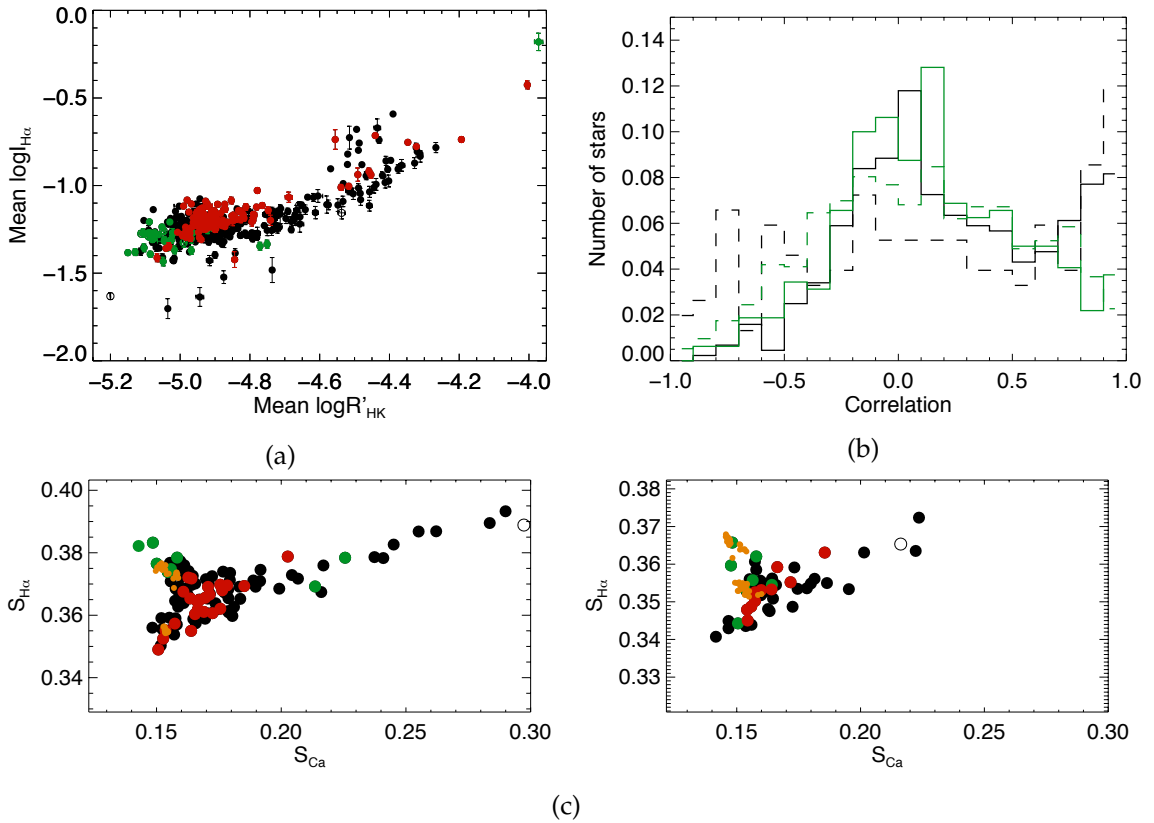 0.0
−0.5
−1.0
−1.5
−2.0
Mean logI_Hα
−5.2 −5.0 −4.8 −4.6 −4.4 −4.2 −4.0
Mean logR'_HK
(a)
0.14
0.12
0.10
0.08
0.06
0.04
0.02
0.00
Number of stars
−1.0 −0.5 0.0 0.5 1.0
Correlation
(b)
0.40
0.38
0.36
0.34
S_Hα
0.15 0.20 0.25 0.30
S_Ca
0.38
0.37
0.36
0.35
0.34
0.33
S_Hα
0.15 0.20 0.25 0.30
S_Ca
(c)